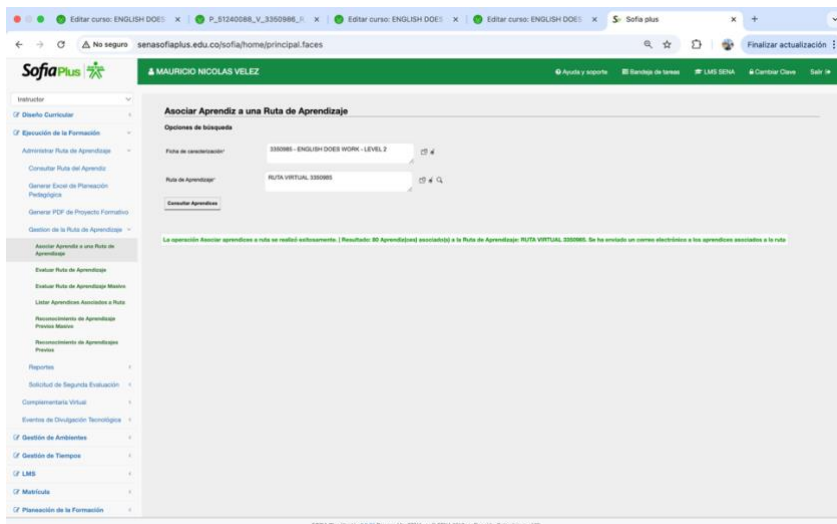 Editar curso: ENGLISH DOES
P_51240088_V_3350986_R
Editar curso: ENGLISH DOES
Editar curso: ENGLISH DOES
Sofia plus
No seguro
senasofiaplus.edu.co/sofia/home/principal.faces
Finalizar actualización
SofiaPlus
MAURICIO NICOLAS VELEZ
Ayuda y soporte
Bandeja de tareas
LMS SENA
Cambiar Clave
Salir
Instructor
Diseño Curricular
Ejecución de la Formación
Administrar Ruta de Aprendizaje
Consultar Ruta del Aprendiz
Generar Excel de Planeación
Pedagógica
Generar PDF de Proyecto Formativo
Gestion de la Ruta de Aprendizaje
Asociar Aprendiz a una Ruta de
Aprendizaje
Evaluar Ruta de Aprendizaje
Evaluar Ruta de Aprendizaje Masivo
Listar Aprendices Asociados a Ruta
Reconocimiento de Aprendizaje
Previos Masivo
Reconocimiento de Aprendizajes
Previos
Reportes
Solicitud de Segunda Evaluación
Complementaria Virtual
Eventos de Divulgación Tecnológica
Gestión de Ambientes
Gestión de Tiempos
LMS
Matrícula
Planeación de la Formación
Asociar Aprendiz a una Ruta de Aprendizaje
Opciones de búsqueda
Ficha de caracterización*
3350985 - ENGLISH DOES WORK - LEVEL 2
Ruta de Aprendizaje*
RUTA VIRTUAL 3350985
Consultar Aprendices
La operación Asociar aprendices a ruta se realizó exitosamente. | Resultado: 80 Aprendiz(ces) asociado(s) a la Ruta de Aprendizaje: RUTA VIRTUAL 3350985. Se ha enviado un correo electrónico a los aprendices asociados a la ruta